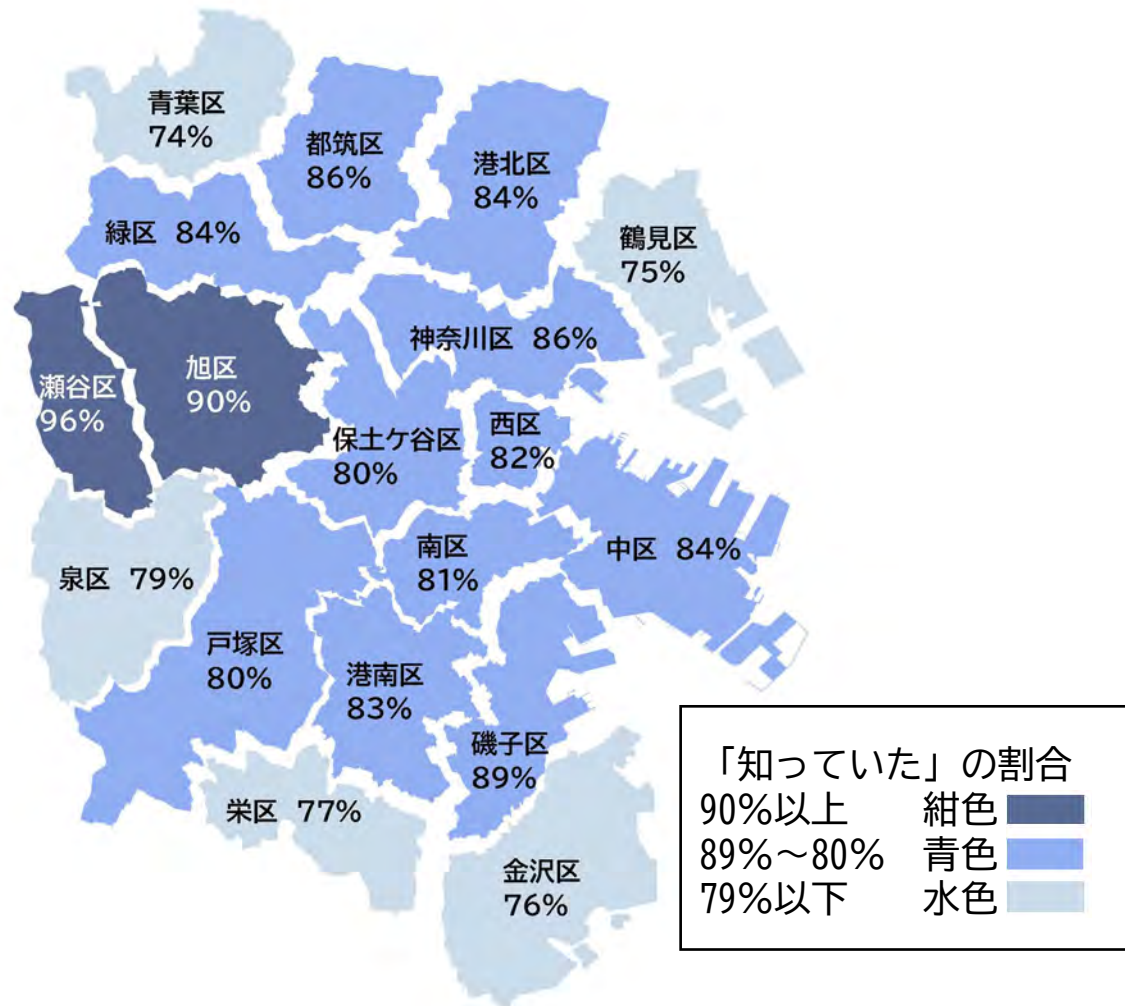 青葉区
74%
都筑区
86%
港北区
84%
緑区 84%
鶴見区
75%
神奈川区 86%
瀬谷区
96%
旭区
90%
保土ケ谷区
80%
西区
82%
泉区 79%
南区
81%
中区 84%
戸塚区
80%
港南区
83%
磯子区
89%
栄区 77%
金沢区
76%
「知っていた」の割合
90%以上 紺色
89%～80% 青色
79%以下 水色